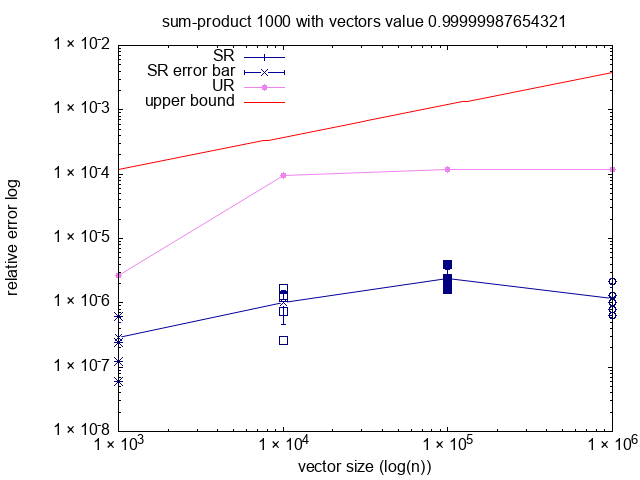 sum-product 1000 with vectors value 0.99999987654321
SR
SR error bar
UR
upper bound
relative error log
1 × 10⁻²
1 × 10⁻³
1 × 10⁻⁴
1 × 10⁻⁵
1 × 10⁻⁶
1 × 10⁻⁷
1 × 10⁻⁸
1 × 10³ 1 × 10⁴ 1 × 10⁵ 1 × 10⁶
vector size (log(n))